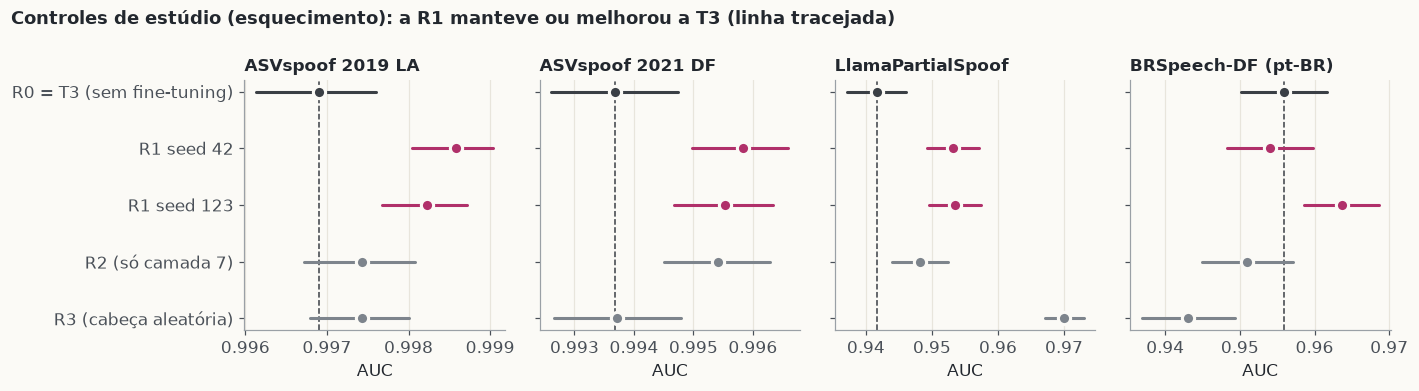 Controles de estúdio (esquecimento): a R1 manteve ou melhorou a T3 (linha tracejada)
ASVspoof 2019 LA
ASVspoof 2021 DF
LlamaPartialSpoof
BRSpeech-DF (pt-BR)
R0 = T3 (sem fine-tuning)
R1 seed 42
R1 seed 123
R2 (só camada 7)
R3 (cabeça aleatória)
0.996 0.997 0.998 0.999
0.993 0.994 0.995 0.996
0.94 0.95 0.96 0.97
0.94 0.95 0.96 0.97
AUC
AUC
AUC
AUC